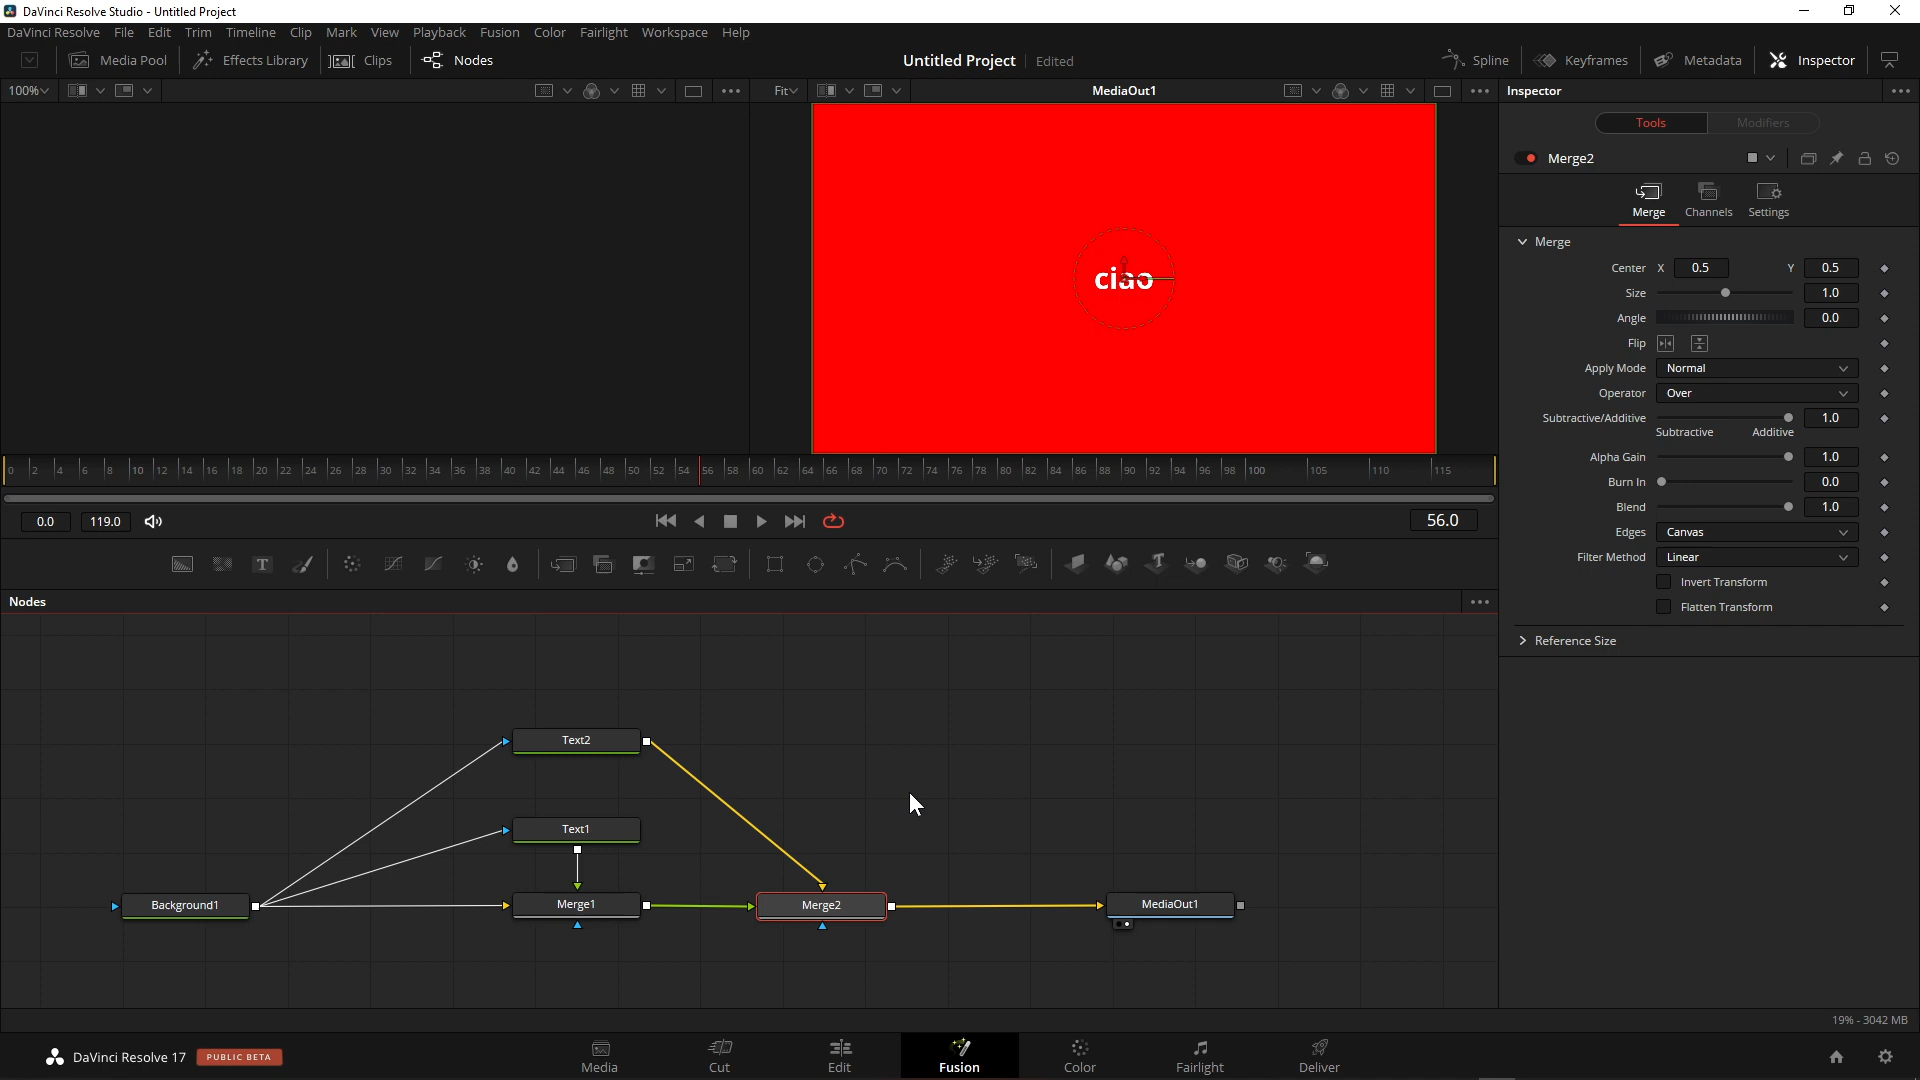 DaVinci Resolve Studio - Untitled Project
DaVinci Resolve File Edit Trim Timeline Clip Mark View Playback Fusion Color Fairlight Workspace Help
Media Pool Effects Library Clips Nodes Untitled Project Edited Spline Keyframes Metadata Inspector
100% Fit MediaOut1 Inspector
Tools Modifiers
Merge2
Merge Channels Settings
Merge
Center X 0.5 Y 0.5
Size 1.0
Angle 0.0
Flip
Apply Mode Normal
Operator Over
Subtractive/Additive 1.0
Subtractive Additive
Alpha Gain 1.0
Burn In 0.0
Blend 1.0
Edges Canvas
Filter Method Linear
Invert Transform
Flatten Transform
Reference Size
ciao
0 2 4 6 8 10 12 14 16 18 20 22 24 26 28 30 32 34 36 38 40 42 44 46 48 50 52 54 56 58 60 62 64 66 68 70 72 74 76 78 80 82 84 86 88 90 92 94 96 98 100 105 110 115
0.0 119.0 56.0
Nodes
Text2
Text1
Background1 Merge1 Merge2 MediaOut1
19% - 3042 MB
DaVinci Resolve 17 PUBLIC BETA Media Cut Edit Fusion Color Fairlight Deliver